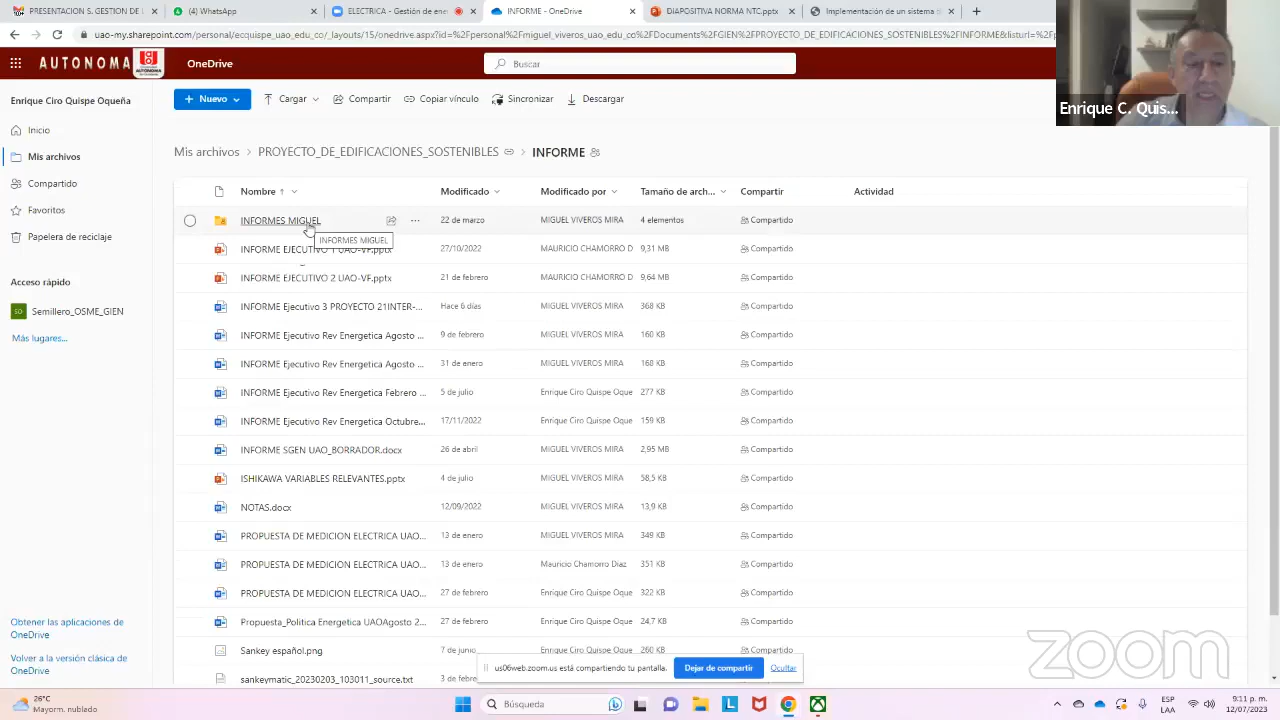 PRESENTACION S. GESTION DE L
(4) WhatsApp
ELECTRICA - Gestión de ener
INFORME - OneDrive
DIAPOSITIVA NTC.pptx
Implementación de un sistema
AUTONOMA
OneDrive
Buscar
Enrique C. Quis...
Enrique Ciro Quispe Oqueña
Nuevo
Cargar
Compartir
Copiar vínculo
Sincronizar
Descargar
Inicio
Mis archivos
Compartido
Favoritos
Papelera de reciclaje
Acceso rápido
SO Semillero_OSME_GIEN
Más lugares...
Obtener las aplicaciones de
OneDrive
Volver a la versión clásica de
OneDrive
Mis archivos > PROYECTO_DE_EDIFICACIONES_SOSTENIBLES > INFORME
Nombre Modificado Modificado por Tamaño de arch... Compartir Actividad
INFORMES MIGUEL 22 de marzo MIGUEL VIVEROS MIRA 4 elementos Compartido
INFORMES MIGUEL
INFORME EJECUTIVO 1 UAO-VF.pptx 27/10/2022 MAURICIO CHAMORRO D 9,31 MB Compartido
INFORME EJECUTIVO 2 UAO-VF.pptx 21 de febrero MAURICIO CHAMORRO D 9,64 MB Compartido
INFORME Ejecutivo 3 PROYECTO 21INTER-... Hace 6 días MIGUEL VIVEROS MIRA 368 KB Compartido
INFORME Ejecutivo Rev Energetica Agosto ... 9 de febrero MIGUEL VIVEROS MIRA 160 KB Compartido
INFORME Ejecutivo Rev Energetica Agosto ... 31 de enero MIGUEL VIVEROS MIRA 168 KB Compartido
INFORME Ejecutivo Rev Energetica Febrero ... 5 de julio Enrique Ciro Quispe Oque 277 KB Compartido
INFORME Ejecutivo Rev Energetica Octubre... 17/11/2022 Enrique Ciro Quispe Oque 159 KB Compartido
INFORME SGEN UAO_BORRADOR.docx 26 de abril MIGUEL VIVEROS MIRA 2,95 MB Compartido
ISHIKAWA VARIABLES RELEVANTES.pptx 4 de julio MIGUEL VIVEROS MIRA 58,5 KB Compartido
NOTAS.docx 12/09/2022 MIGUEL VIVEROS MIRA 13,9 KB Compartido
PROPUESTA DE MEDICION ELECTRICA UAO... 13 de enero MIGUEL VIVEROS MIRA 349 KB Compartido
PROPUESTA DE MEDICION ELECTRICA UAO... 13 de enero Mauricio Chamorro Diaz 351 KB Compartido
PROPUESTA DE MEDICION ELECTRICA UAO... 27 de febrero Enrique Ciro Quispe Oque 322 KB Compartido
Propuesta_Politica Energetica UAOAgosto 2... 27 de febrero Enrique Ciro Quispe Oque 24,7 KB Compartido
Sankey español.png 7 de junio Enrique Ciro Quispe Oque 260 KB Compartido
sankeymatic_20230203_103011_source.txt
us06web.zoom.us está compartiendo tu pantalla. Dejar de compartir Ocultar
zoom
26°C
Mayorm. nublado
Búsqueda
ESP
LAA
9:11 p. m.
12/07/2023